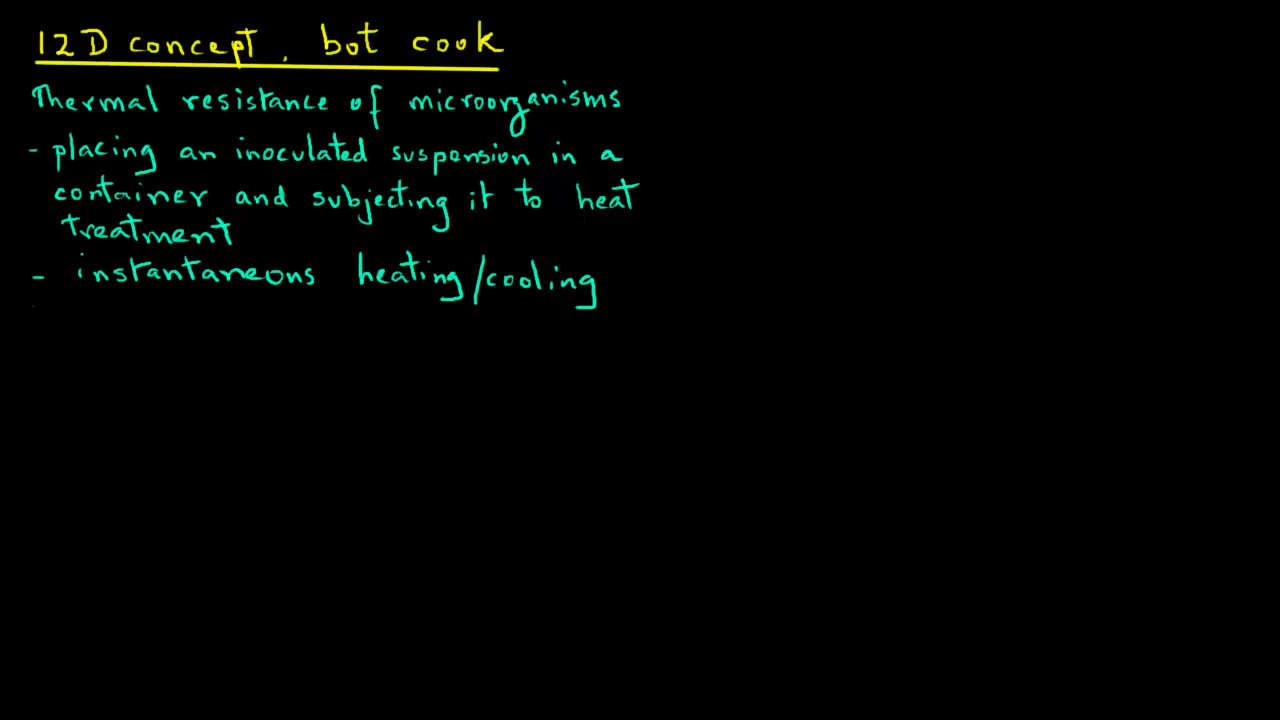 12D concept, bot cook
Thermal resistance of microorganisms
- placing an inoculated suspension in a
container and subjecting it to heat
treatment
- instantaneons heating/cooling